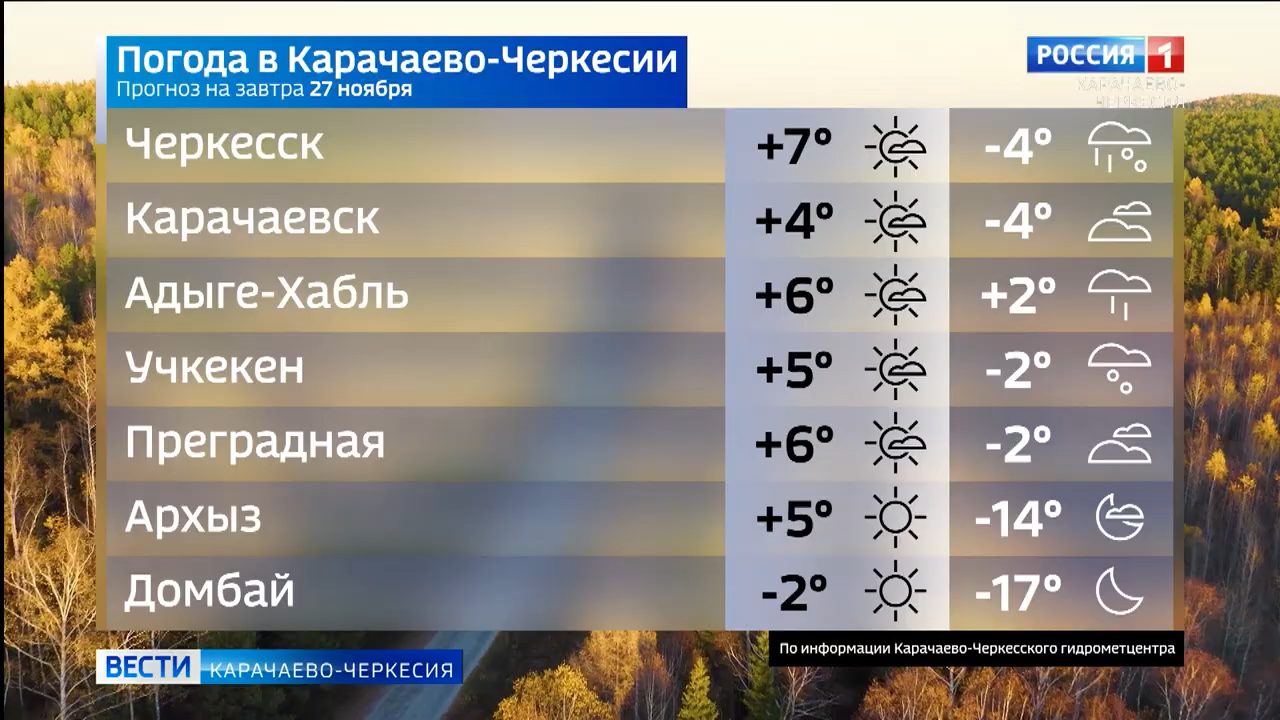 Погода в Карачаево-Черкесии
Прогноз на завтра 27 ноября
РОССИЯ 1
КАРАЧАЕВО-
ЧЕРКЕСИЯ
Черкесск +7° -4°
Карачаевск +4° -4°
Адыге-Хабль +6° +2°
Учкекен +5° -2°
Преградная +6° -2°
Архыз +5° -14°
Домбай -2° -17°
По информации Карачаево-Черкесского гидрометцентра
ВЕСТИ КАРАЧАЕВО-ЧЕРКЕСИЯ